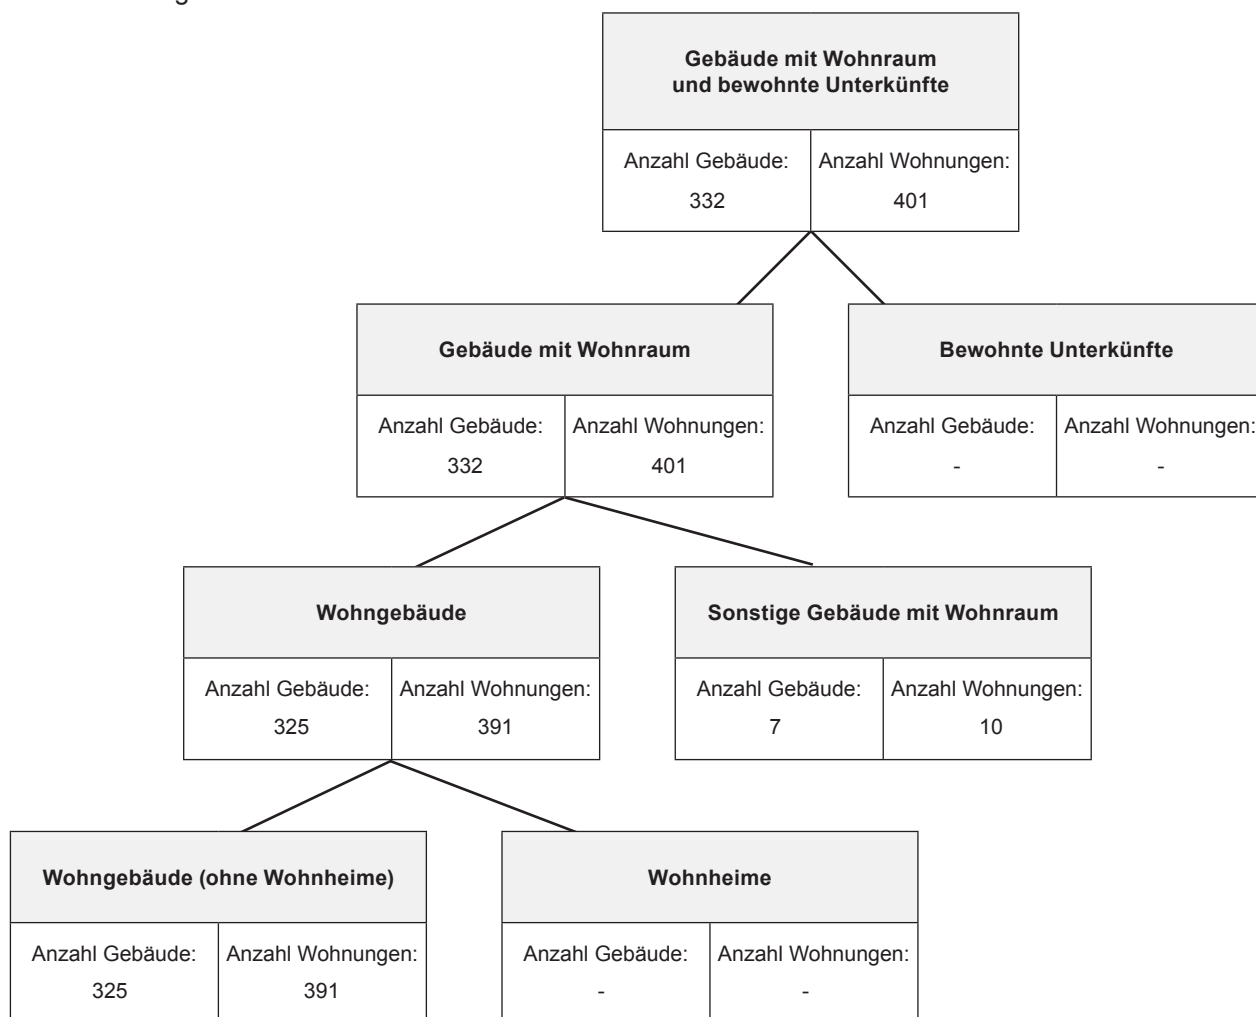 Gebäude mit Wohnraum
und bewohnte Unterkünfte
Anzahl Gebäude: Anzahl Wohnungen:
332 401
Gebäude mit Wohnraum
Bewohnte Unterkünfte
Anzahl Gebäude: Anzahl Wohnungen:
332 401
Anzahl Gebäude: Anzahl Wohnungen:
- -
Wohngebäude
Sonstige Gebäude mit Wohnraum
Anzahl Gebäude: Anzahl Wohnungen:
325 391
Anzahl Gebäude: Anzahl Wohnungen:
7 10
Wohngebäude (ohne Wohnheime)
Wohnheime
Anzahl Gebäude: Anzahl Wohnungen:
325 391
Anzahl Gebäude: Anzahl Wohnungen:
- -